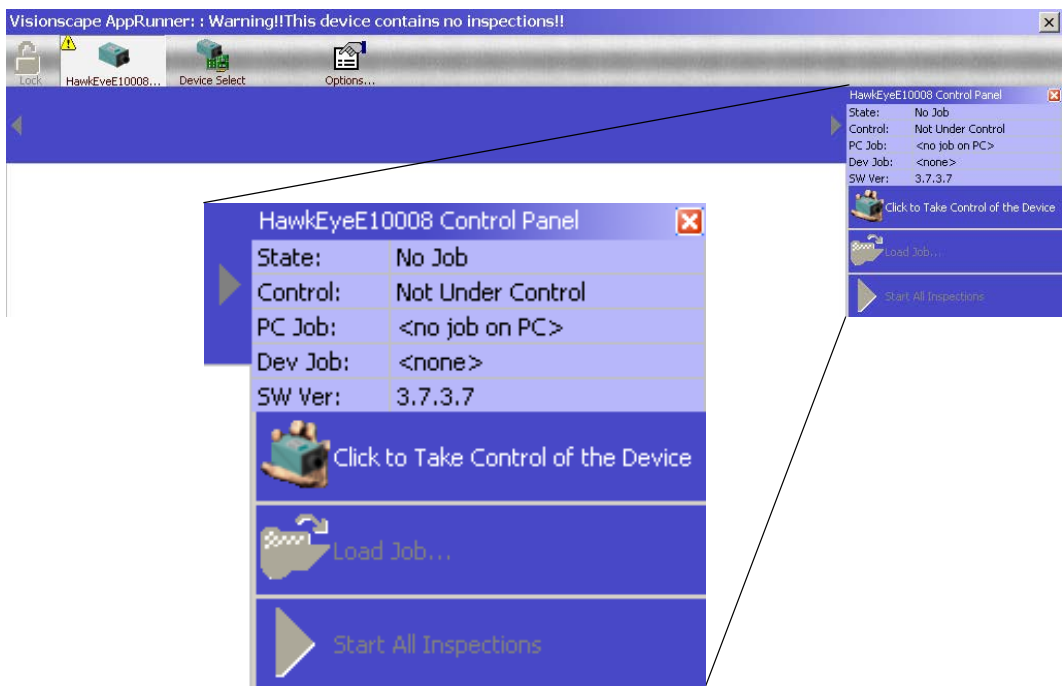 Visionscape AppRunner: : Warning!!This device contains no inspections!!
Lock
HawkEyeE10008...
Device Select
Options...
HawkEyeE10008 Control Panel
State: No Job
Control: Not Under Control
PC Job: <no job on PC>
Dev Job: <none>
SW Ver: 3.7.3.7
Click to Take Control of the Device
Load Job...
Start All Inspections
HawkEyeE10008 Control Panel
State: No Job
Control: Not Under Control
PC Job: <no job on PC>
Dev Job: <none>
SW Ver: 3.7.3.7
Click to Take Control of the Device
Load Job...
Start All Inspections